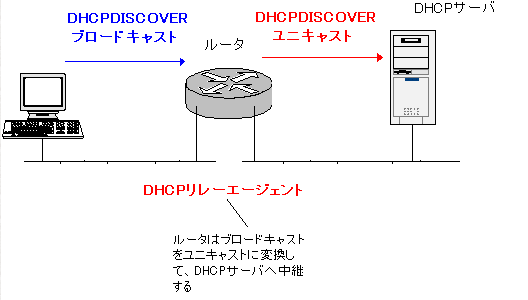 DHCPDISCOVER
ブロードキャスト
ルータ
DHCPDISCOVER
ユニキャスト
DHCPサーバ
DHCPリレーエージェント
ルータはブロードキャスト
をユニキャストに変換し
て、DHCPサーバへ中継
する